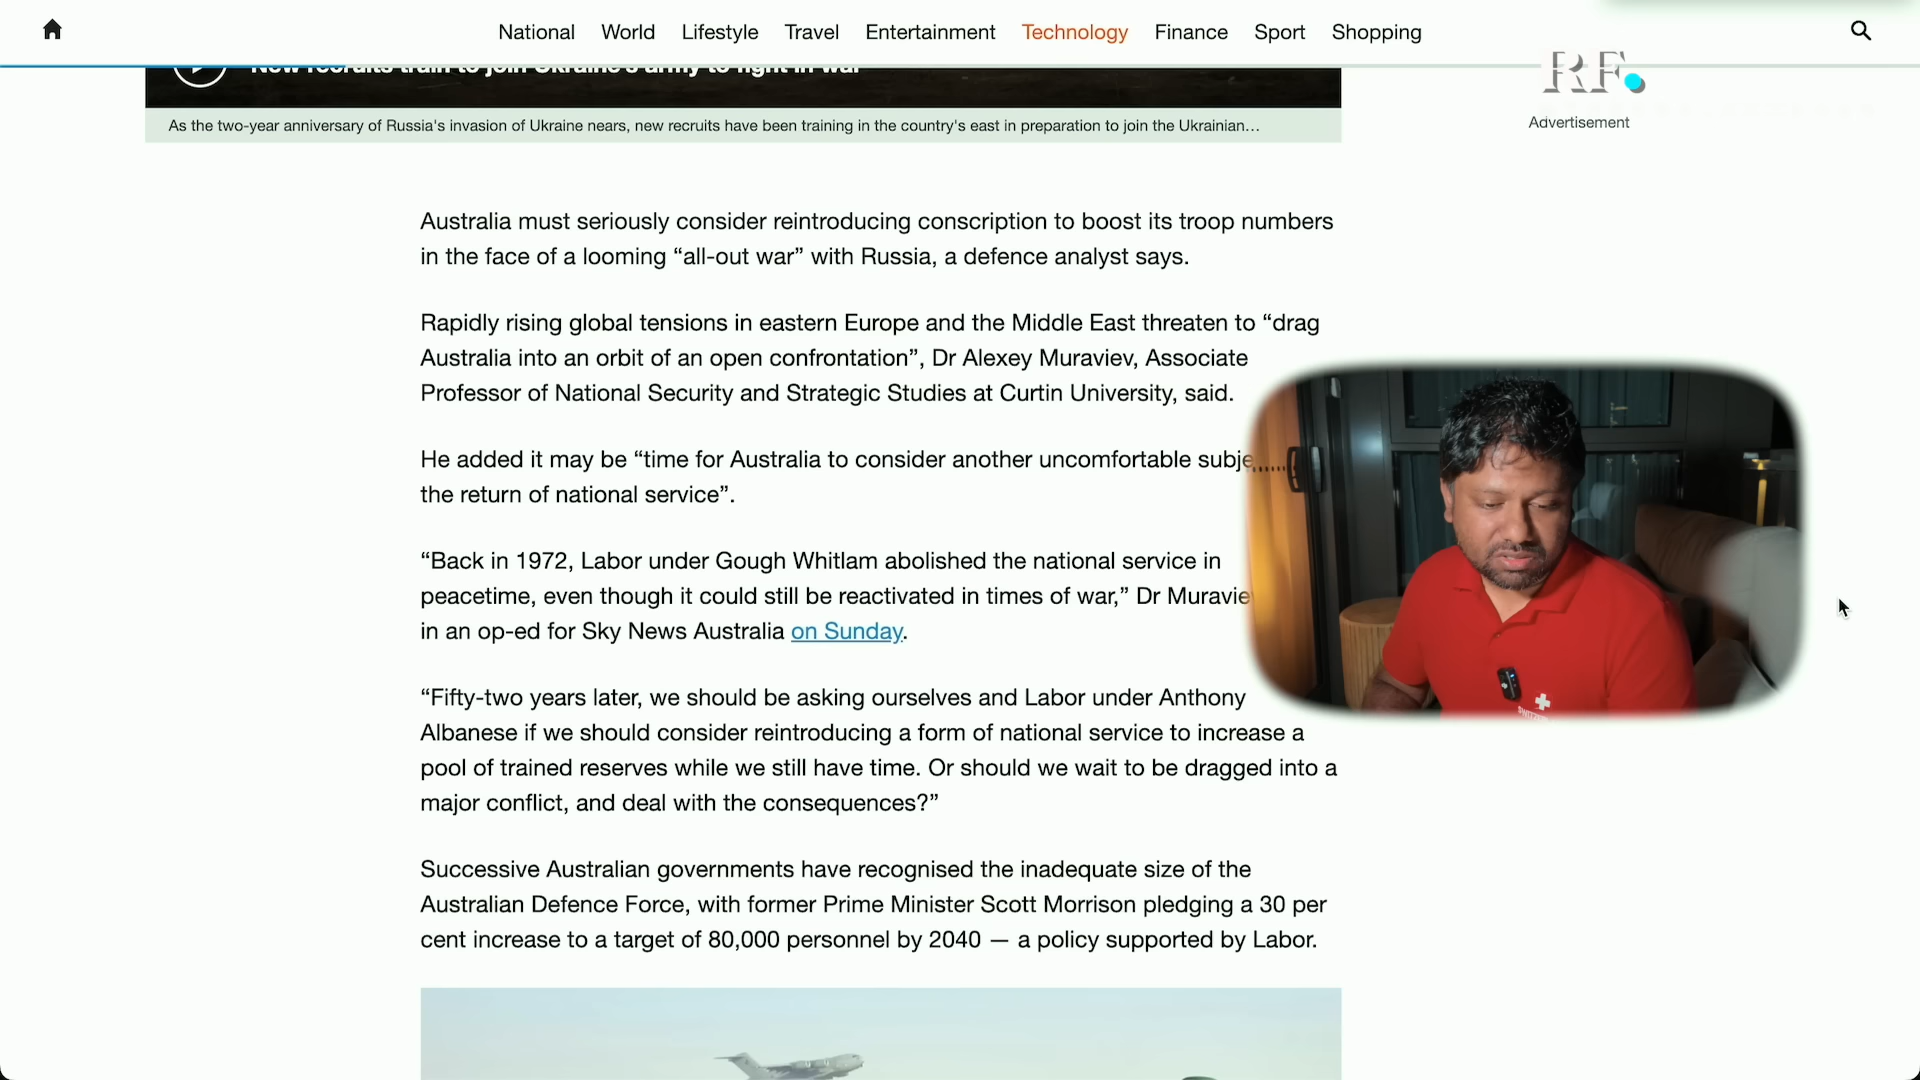 National World Lifestyle Travel Entertainment Technology Finance Sport Shopping
New recruits train to join Ukraine's army to fight in war
RF.
As the two-year anniversary of Russia's invasion of Ukraine nears, new recruits have been training in the country's east in preparation to join the Ukrainian...
Advertisement
Australia must seriously consider reintroducing conscription to boost its troop numbers
in the face of a looming “all-out war” with Russia, a defence analyst says.
Rapidly rising global tensions in eastern Europe and the Middle East threaten to “drag
Australia into an orbit of an open confrontation”, Dr Alexey Muraviev, Associate
Professor of National Security and Strategic Studies at Curtin University, said.
He added it may be “time for Australia to consider another uncomfortable
the return of national service”.
“Back in 1972, Labor under Gough Whitlam abolished the national service in
peacetime, even though it could still be reactivated in times of war,” Dr
in an op-ed for Sky News Australia on Sunday.
“Fifty-two years later, we should be asking ourselves and Labor under Anthony
Albanese if we should consider reintroducing a form of national service to increase a
pool of trained reserves while we still have time. Or should we wait to be dragged into a
major conflict, and deal with the consequences?”
Successive Australian governments have recognised the inadequate size of the
Australian Defence Force, with former Prime Minister Scott Morrison pledging a 30 per
cent increase to a target of 80,000 personnel by 2040 — a policy supported by Labor.